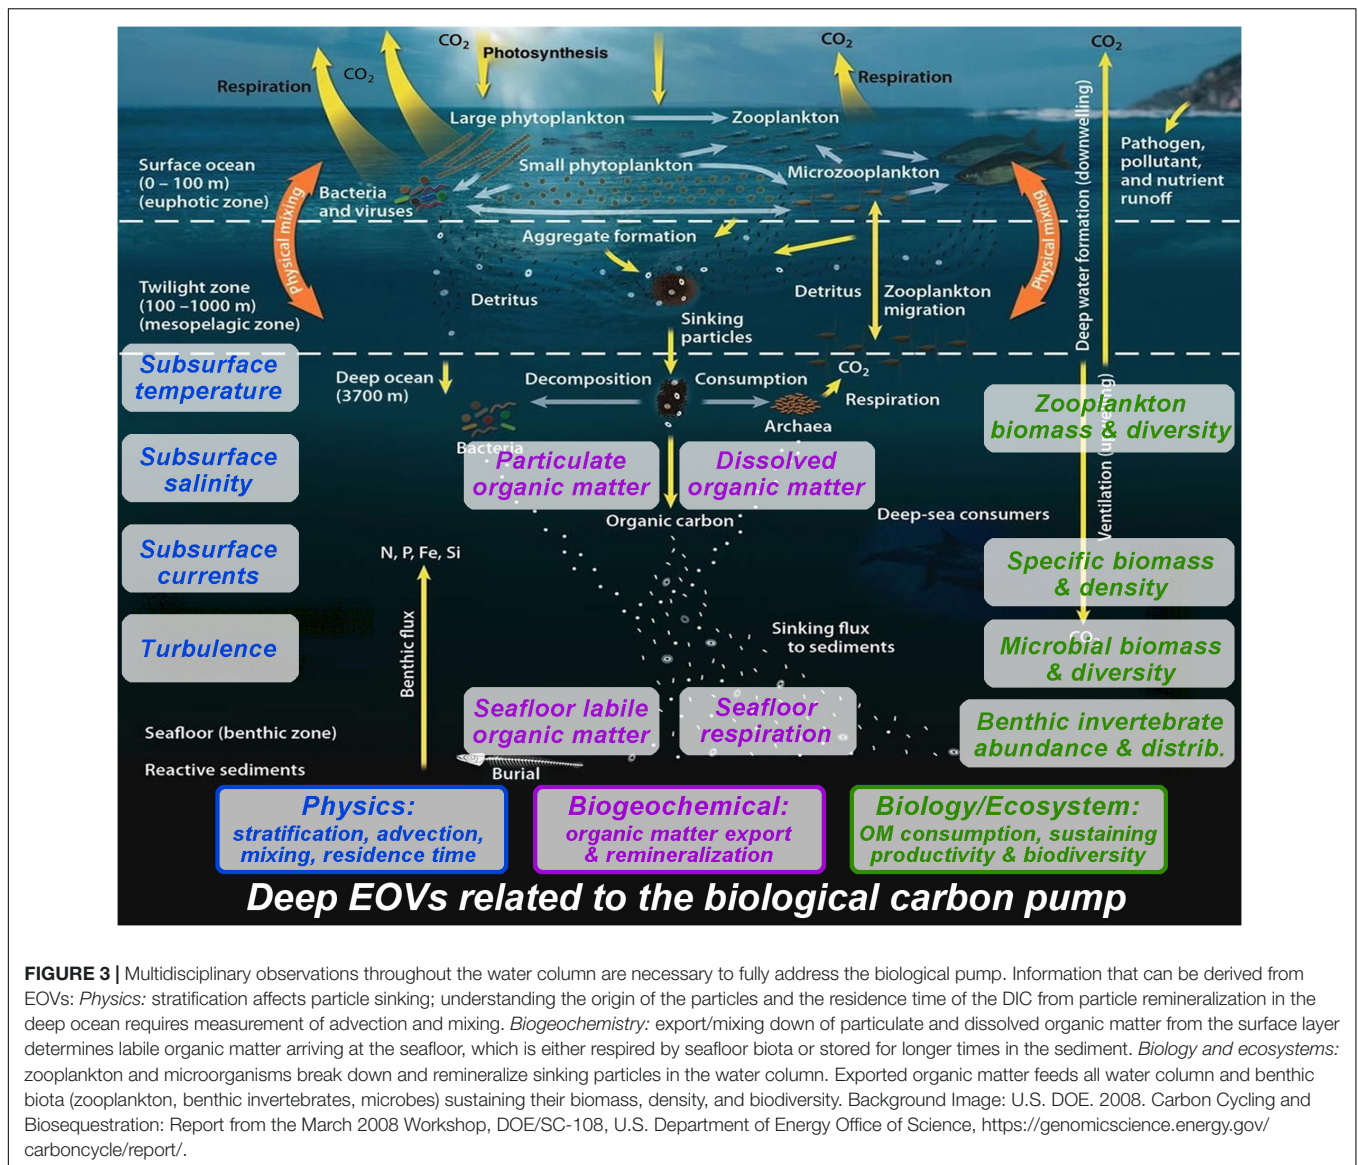 CO₂
Photosynthesis
CO₂
CO₂
CO₂
Respiration
Respiration
Large phytoplankton
Zooplankton
Small phytoplankton
Microzooplankton
Pathogen,
pollutant,
and nutrient
runoff
Surface ocean
(0 – 100 m)
(euphotic zone)
Bacteria
and viruses
Physical mixing
Physical mixing
Deep water formation (downwelling)
Aggregate formation
Twilight zone
(100 –1000 m)
(mesopelagic zone)
Detritus
Detritus
Zooplankton
migration
Sinking
particles
Subsurface
temperature
Deep ocean
(3700 m)
Decomposition
Consumption
CO₂
Respiration
Archaea
Bacteria
Zooplankton
biomass & diversity
Ventilation (upwelling)
Subsurface
salinity
Particulate
organic matter
Dissolved
organic matter
Organic carbon
Deep-sea consumers
Subsurface
currents
N, P, Fe, Si
Benthic flux
Specific biomass
& density
Turbulence
Sinking flux
to sediments
CO₂
Microbial biomass
& diversity
Seafloor labile
organic matter
Seafloor
respiration
Benthic invertebrate
abundance & distrib.
Seafloor (benthic zone)
Reactive sediments
Burial
Physics:
stratification, advection,
mixing, residence time
Biogeochemical:
organic matter export
& remineralization
Biology/Ecosystem:
OM consumption, sustaining
productivity & biodiversity
Deep EOVs related to the biological carbon pump
FIGURE 3 | Multidisciplinary observations throughout the water column are necessary to fully address the biological pump. Information that can be derived from
EOVs: Physics: stratification affects particle sinking; understanding the origin of the particles and the residence time of the DIC from particle remineralization in the
deep ocean requires measurement of advection and mixing. Biogeochemistry: export/mixing down of particulate and dissolved organic matter from the surface layer
determines labile organic matter arriving at the seafloor, which is either respired by seafloor biota or stored for longer times in the sediment. Biology and ecosystems:
zooplankton and microorganisms break down and remineralize sinking particles in the water column. Exported organic matter feeds all water column and benthic
biota (zooplankton, benthic invertebrates, microbes) sustaining their biomass, density, and biodiversity. Background Image: U.S. DOE. 2008. Carbon Cycling and
Biosequestration: Report from the March 2008 Workshop, DOE/SC-108, U.S. Department of Energy Office of Science, https://genomicscience.energy.gov/
carboncycle/report/.